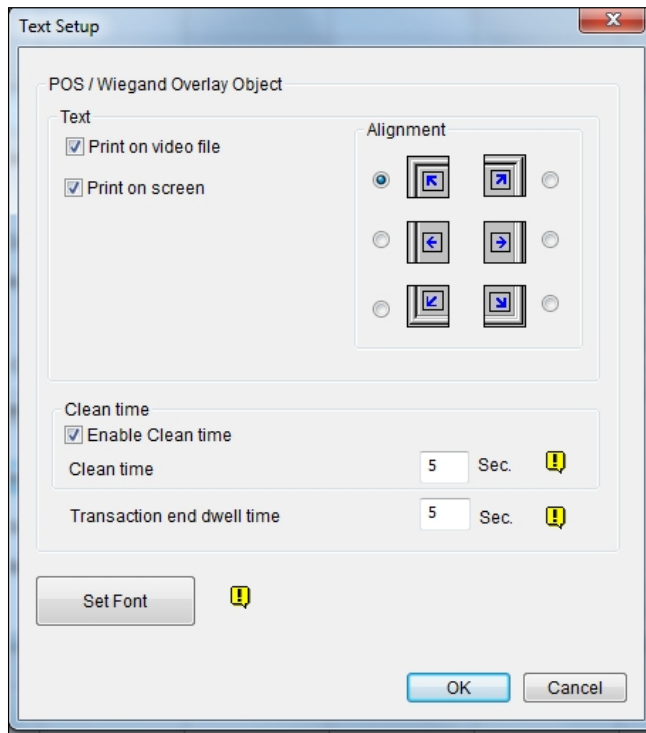 Text Setup
POS / Wiegand Overlay Object
Text
Print on video file
Print on screen
Alignment
Clean time
Enable Clean time
Clean time 5 Sec.
Transaction end dwell time 5 Sec.
Set Font
OK Cancel